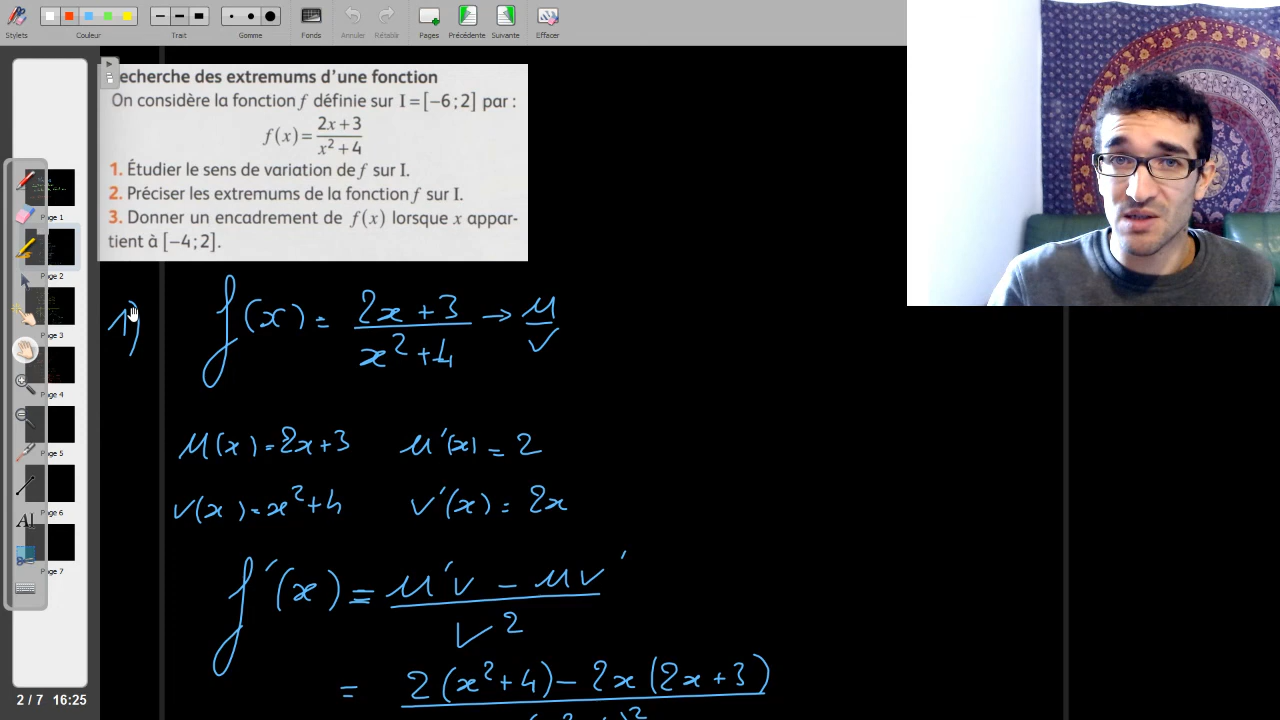 Stylets Couleur Trait Gomme Fonds Annuler Rétablir Pages Précédente Suivante Effacer
echerche des extremums d'une fonction
On considère la fonction f définie sur I = [−6 ; 2] par :
f(x) = (2x + 3)/(x² + 4)
1. Étudier le sens de variation de f sur I.
2. Préciser les extremums de la fonction f sur I.
3. Donner un encadrement de f(x) lorsque x appar-
tient à [−4 ; 2].
Page 1
Page 2
Page 3
Page 4
Page 5
Page 6
Page 7
AI
2 / 7 16:25
1) f(x) = (2x + 3)/(x² + 4) → u/v
u(x) = 2x + 3 u'(x) = 2
v(x) = x² + 4 v'(x) = 2x
f'(x) = (u'v − uv')/v²
= 2(x² + 4) − 2x(2x + 3)